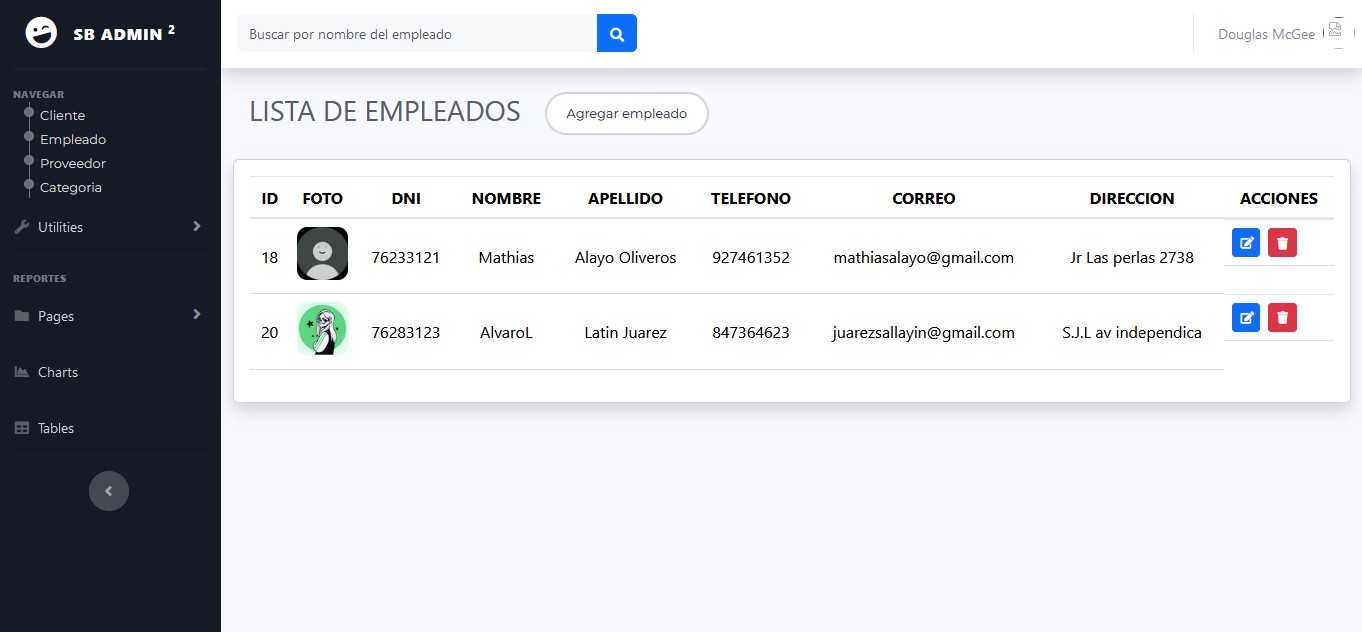 SB ADMIN 2
Buscar por nombre del empleado
Douglas McGee
NAVEGAR
Cliente
Empleado
Proveedor
Categoria
Utilities
REPORTES
Pages
Charts
Tables
LISTA DE EMPLEADOS
Agregar empleado
ID FOTO DNI NOMBRE APELLIDO TELEFONO CORREO DIRECCION ACCIONES
18 76233121 Mathias Alayo Oliveros 927461352 mathiasalayo@gmail.com Jr Las perlas 2738
20 76283123 AlvaroL Latin Juarez 847364623 juarezsallayin@gmail.com S.J.L av independica